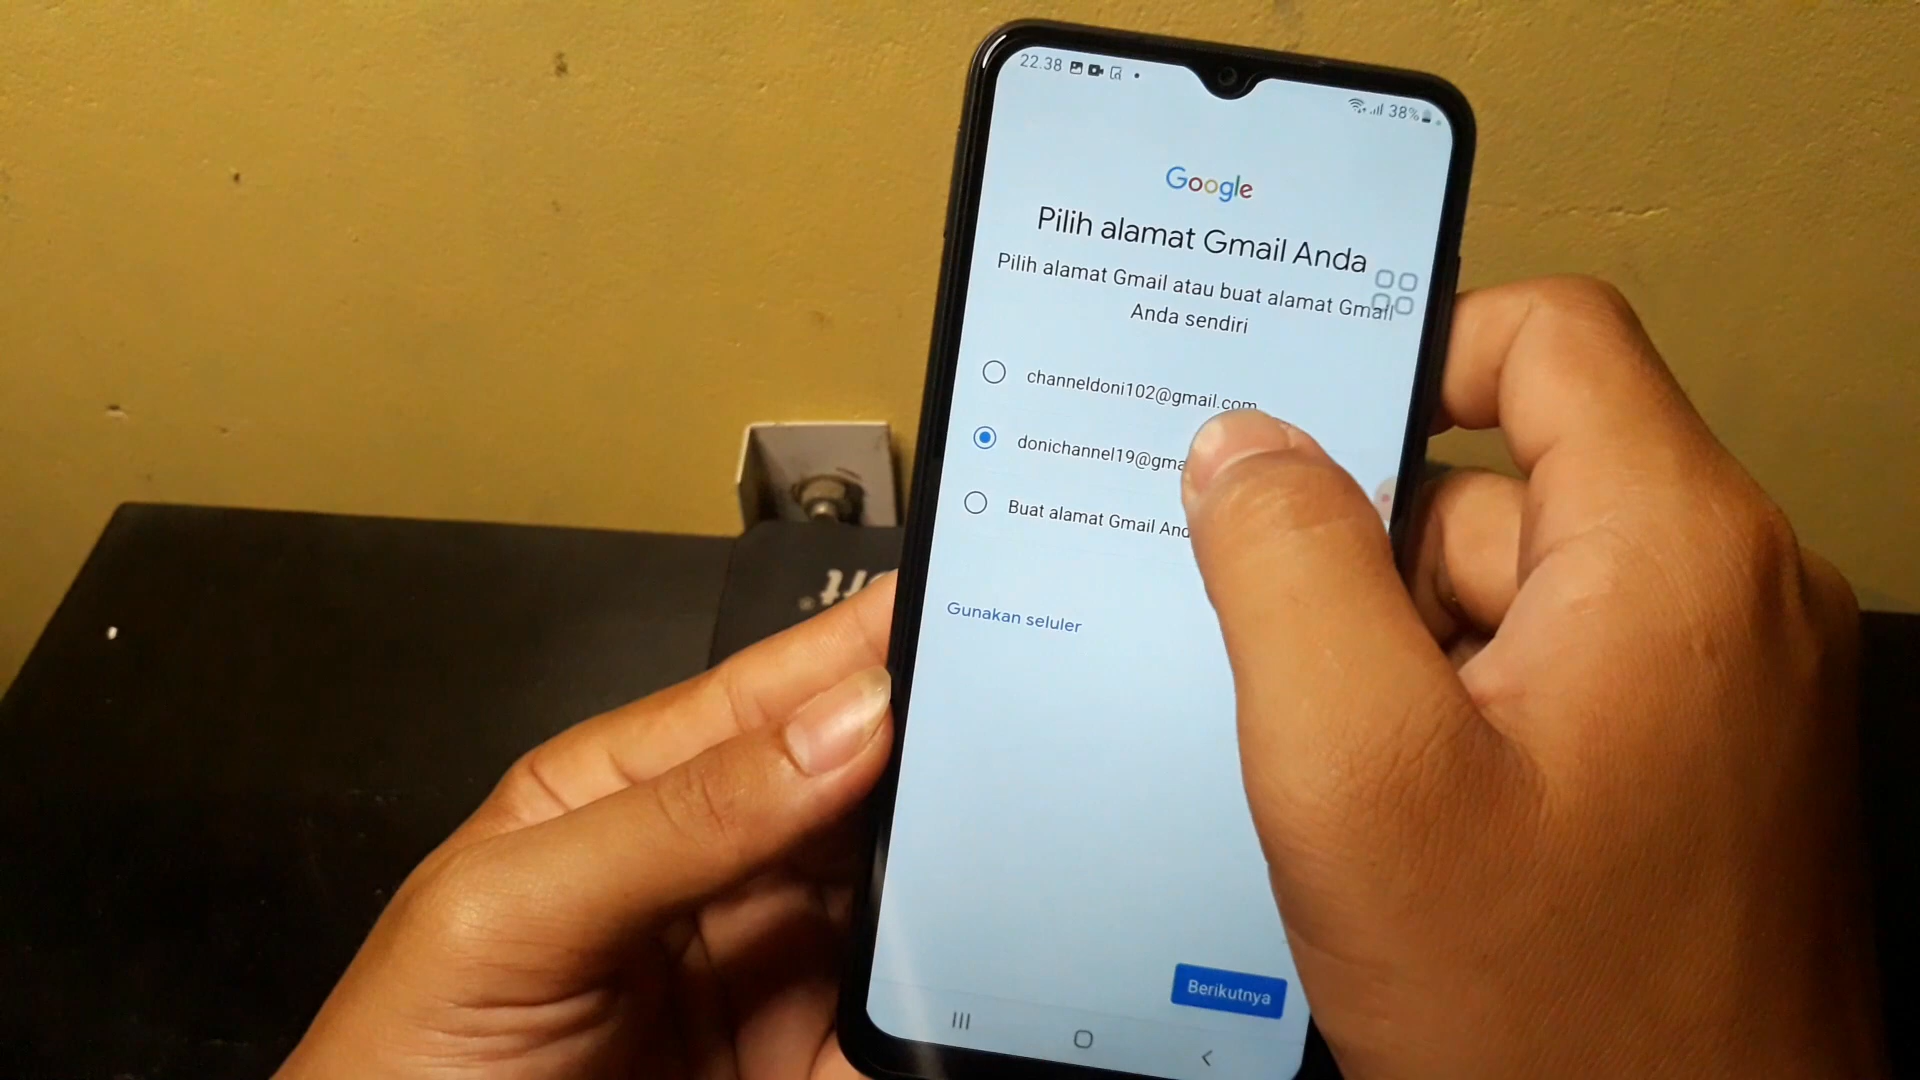 22.38
38%
Google
Pilih alamat Gmail Anda
Pilih alamat Gmail atau buat alamat Gmail
Anda sendiri
channeldoni102@gmail.com
donichannel19@gma
Buat alamat Gmail And
Gunakan seluler
Berikutnya